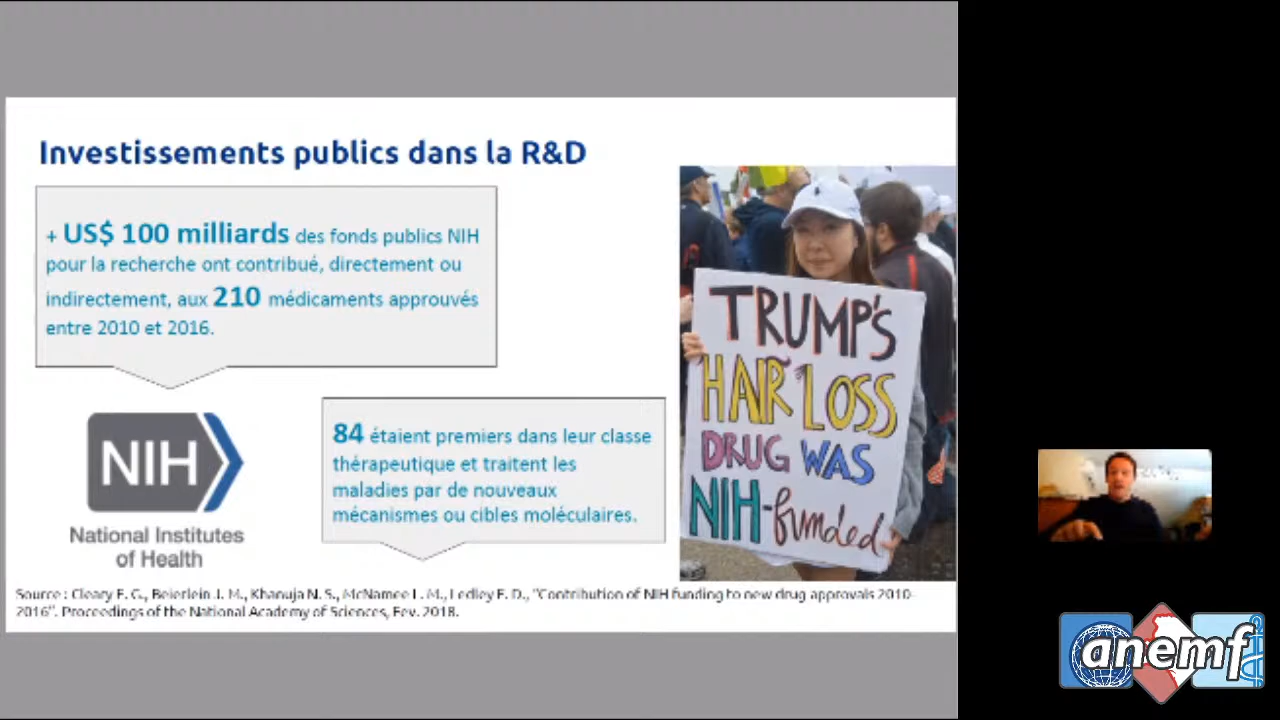 Investissements publics dans la R&D
+ US$ 100 milliards des fonds publics NIH
pour la recherche ont contribué, directement ou
indirectement, aux 210 médicaments approuvés
entre 2010 et 2016.
NIH
National Institutes
of Health
84 étaient premiers dans leur classe
thérapeutique et traitent les
maladies par de nouveaux
mécanismes ou cibles moléculaires.
TRUMP'S
HAIR LOSS
DRUG WAS
NIH-funded
Source : Cleary E. G., Beierlein J. M., Khanuja N. S., McNamee L. M., Ledley F. D., "Contribution of NIH funding to new drug approvals 2010-
2016". Proceedings of the National Academy of Sciences, Fev. 2018.
anemf